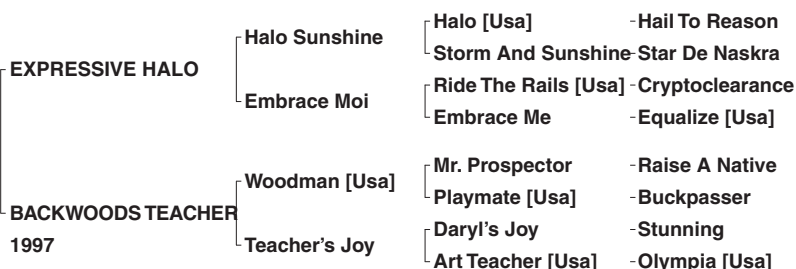 Halo [Usa] Hail To Reason
Halo Sunshine
Storm And Sunshine Star De Naskra
EXPRESSIVE HALO
Ride The Rails [Usa] Cryptoclearance
Embrace Moi
Embrace Me Equalize [Usa]
Mr. Prospector Raise A Native
Woodman [Usa]
Playmate [Usa] Buckpasser
BACKWOODS TEACHER
Daryl's Joy Stunning
1997 Teacher's Joy
Art Teacher [Usa] Olympia [Usa]